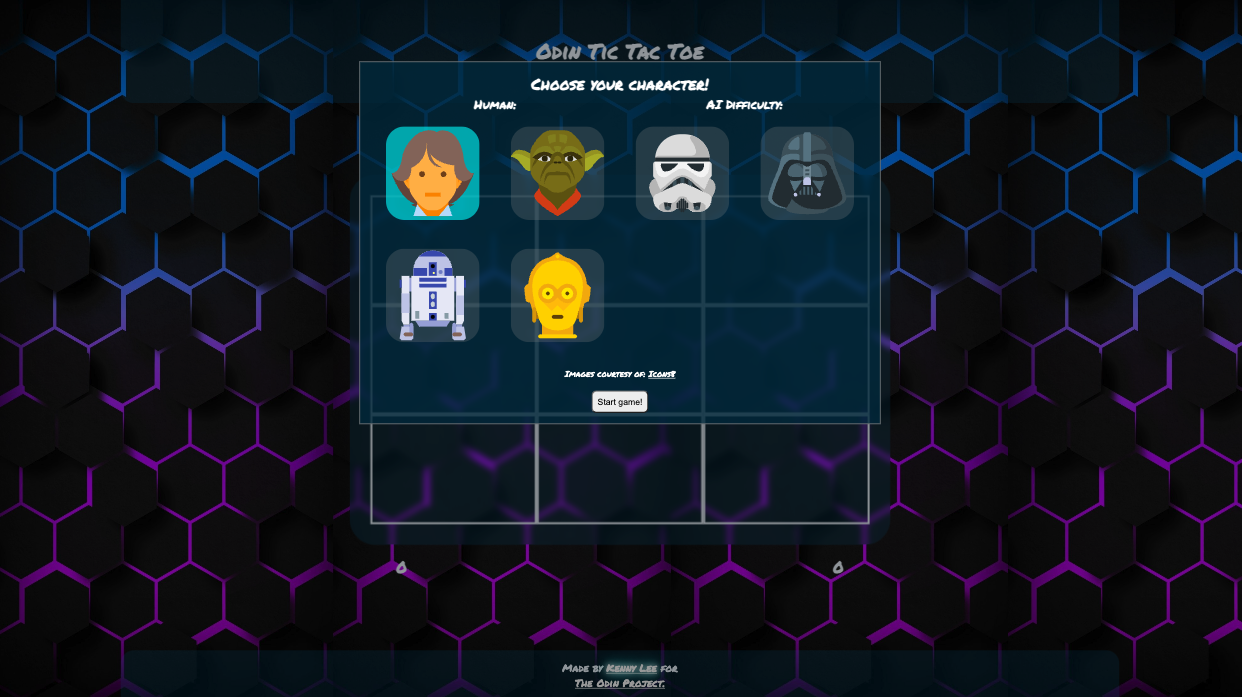 Odin Tic Tac Toe
Choose your character!
Human:
AI Difficulty:
Images courtesy of: Icons8
Start game!
0
0
Made by Kenny Lee for
The Odin Project.